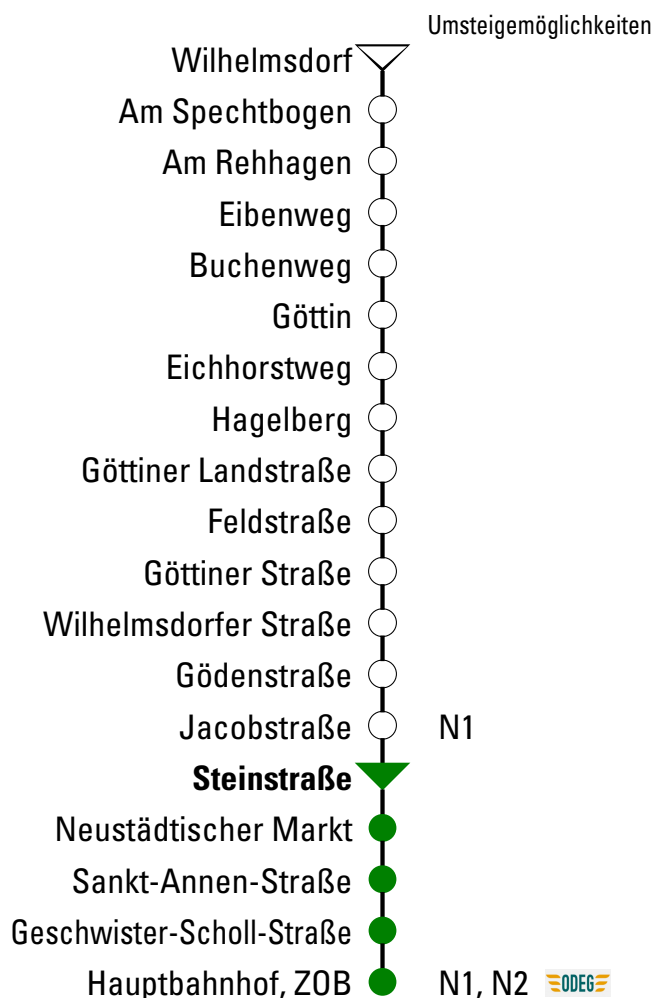 Umsteigemöglichkeiten
Wilhelmsdorf
Am Spechtbogen
Am Rehhagen
Eibenweg
Buchenweg
Göttin
Eichhorstweg
Hagelberg
Göttiner Landstraße
Feldstraße
Göttiner Straße
Wilhelmsdorfer Straße
Gödenstraße
Jacobstraße N1
Steinstraße
Neustädtischer Markt
Sankt-Annen-Straße
Geschwister-Scholl-Straße
Hauptbahnhof, ZOB N1, N2 ODEG